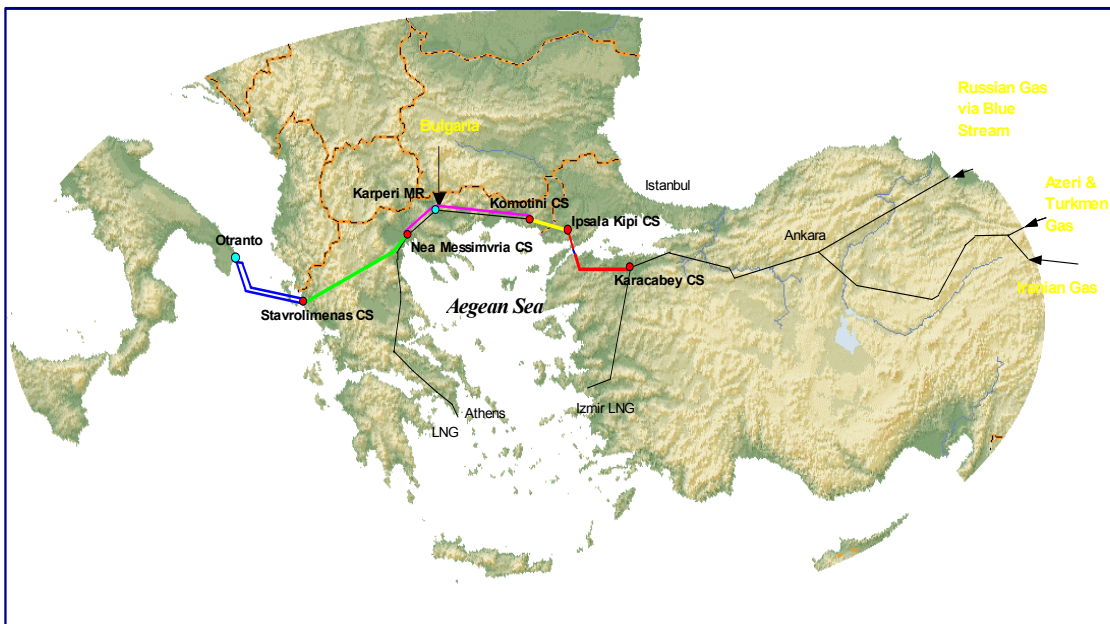 Russian Gas
via Blue
Stream
Bulgaria
Azeri &
Turkmen
Gas
Istanbul
Karperi MR
Komotini CS
Ipsala Kipi CS
Ankara
Otranto
Nea Messimvria CS
Karacabey CS
Iranian Gas
Aegean Sea
Stavrolimenas CS
Izmir LNG
Athens
LNG